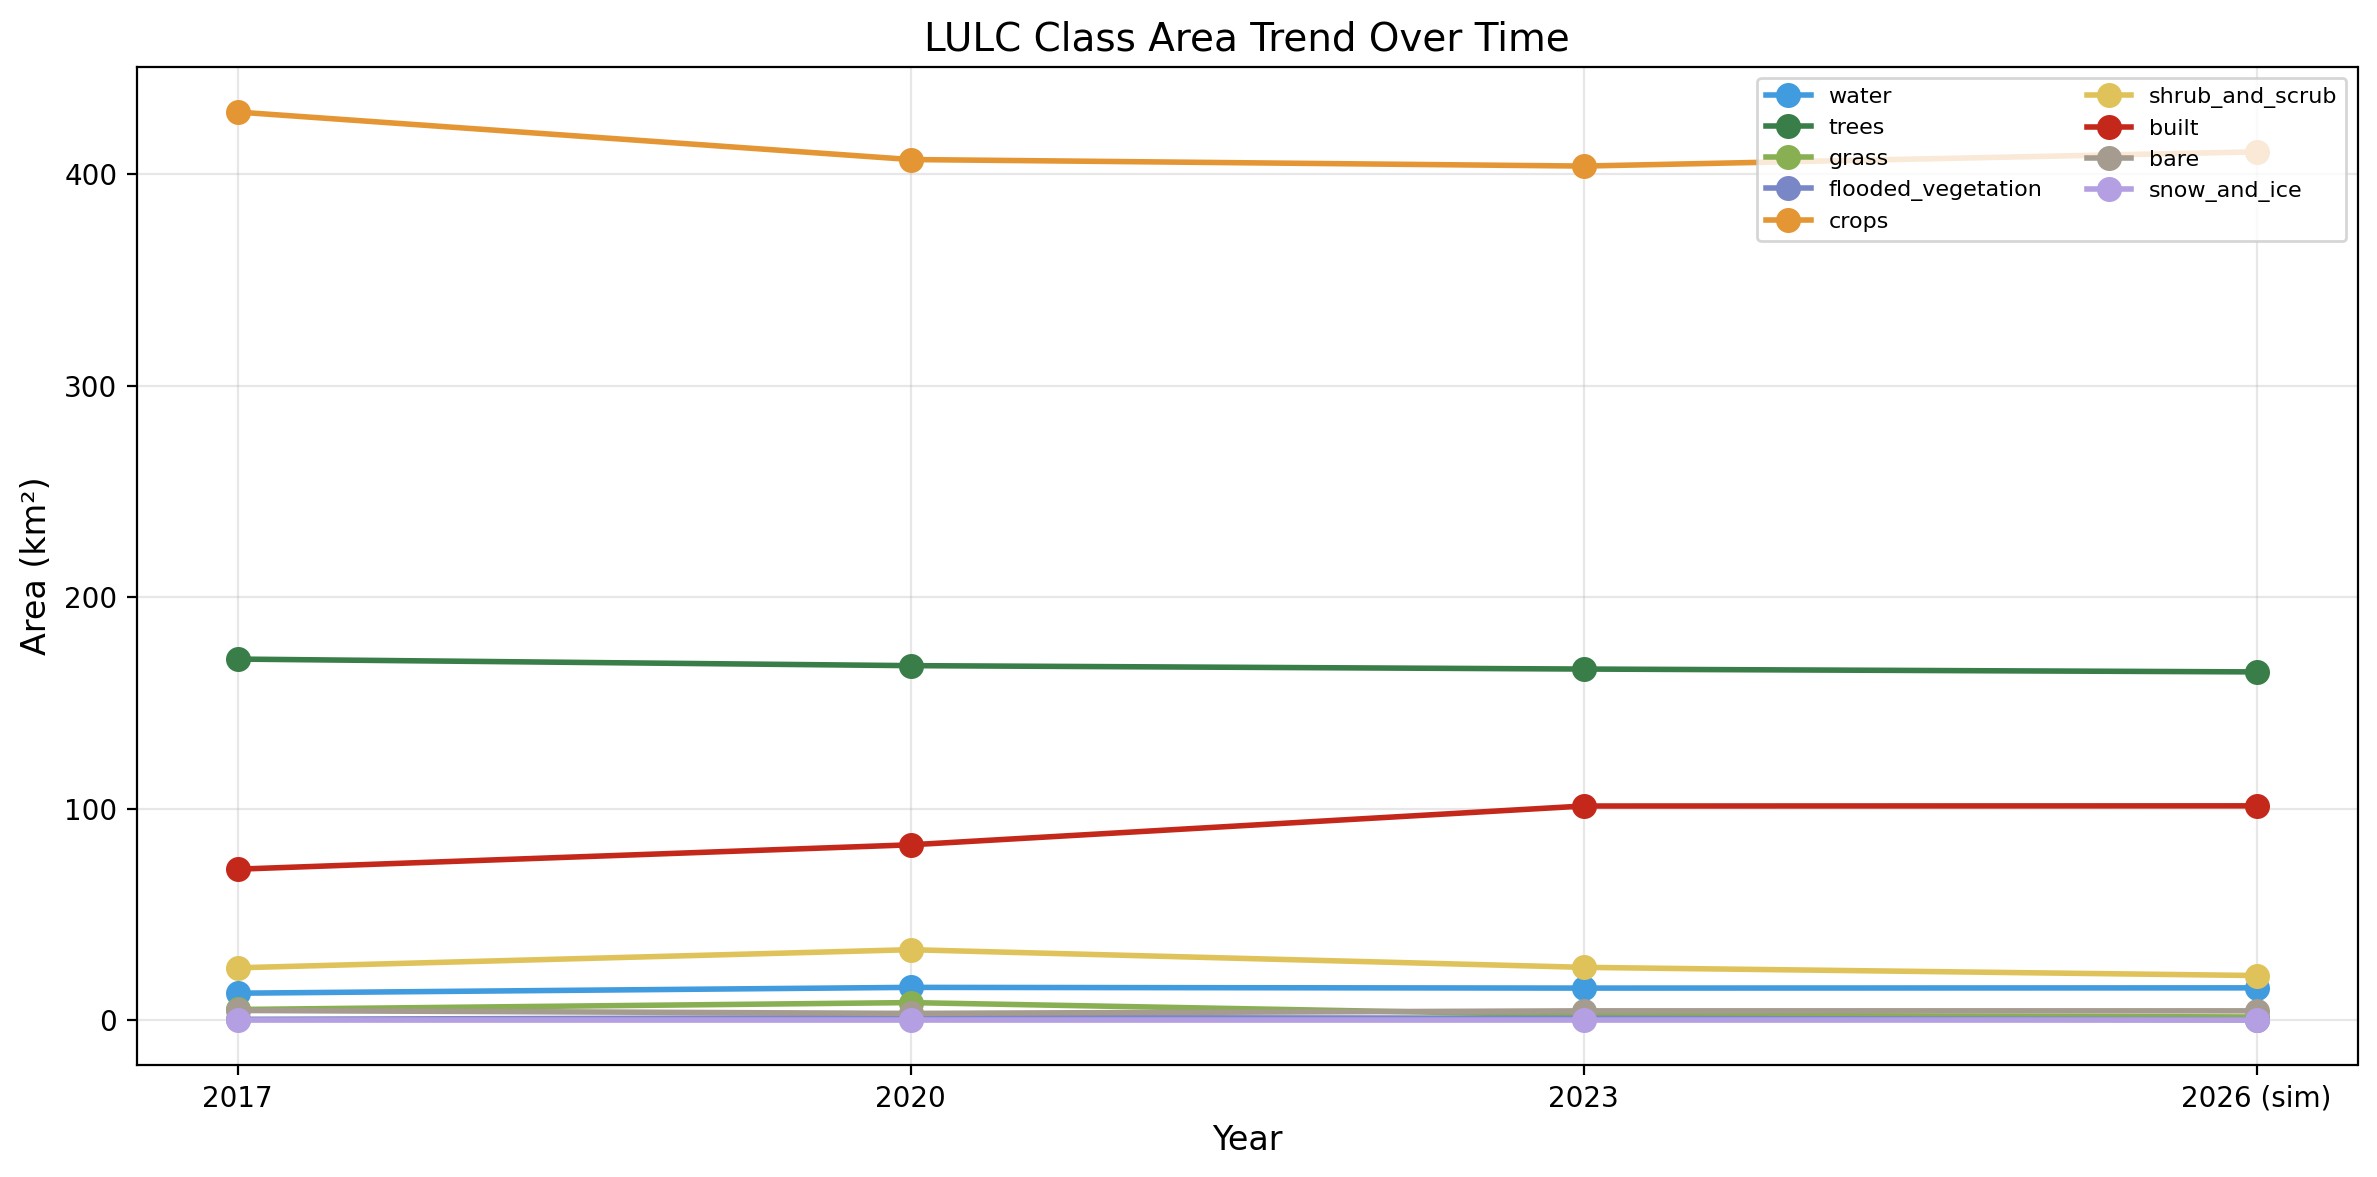 LULC Class Area Trend Over Time
water
trees
grass
flooded_vegetation
crops
shrub_and_scrub
built
bare
snow_and_ice
Area (km²)
400
300
200
100
0
2017
2020
2023
2026 (sim)
Year